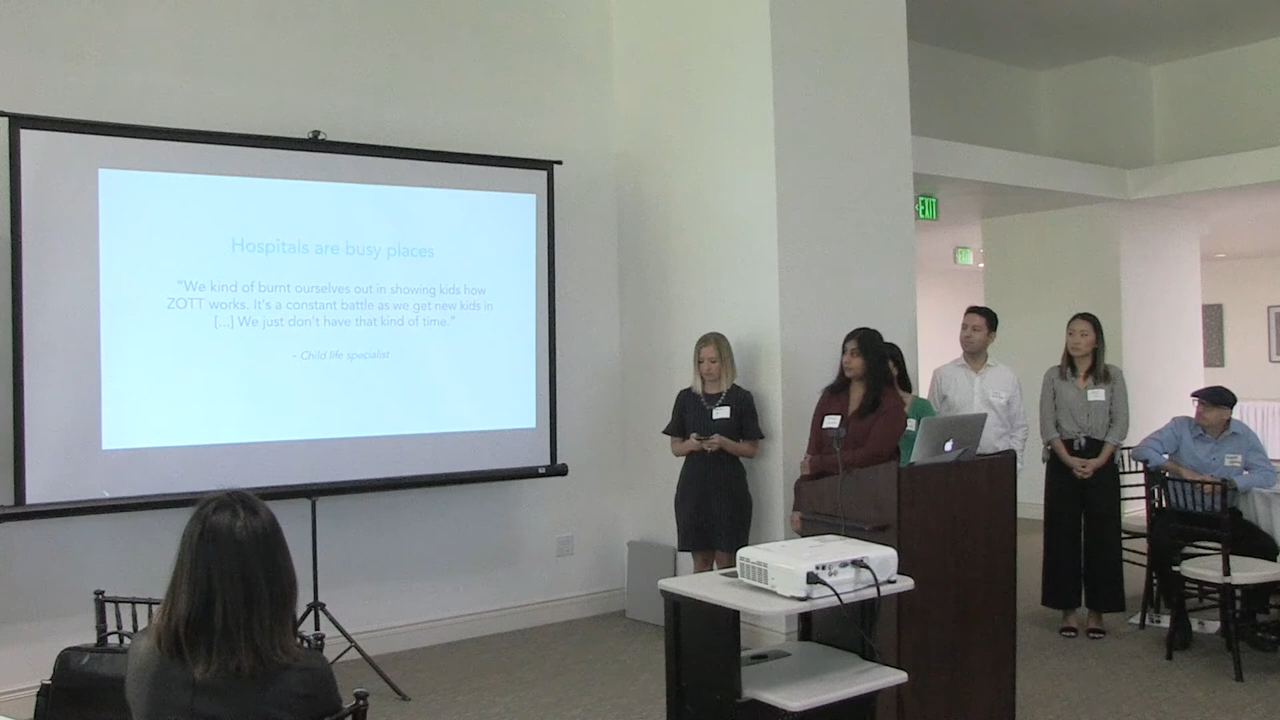 Hospitals are busy places
"We kind of burnt ourselves out in showing kids how
ZOTT works. It's a constant battle as we get new kids in
[...] We just don't have that kind of time."
- Child life specialist
EXIT
EXIT